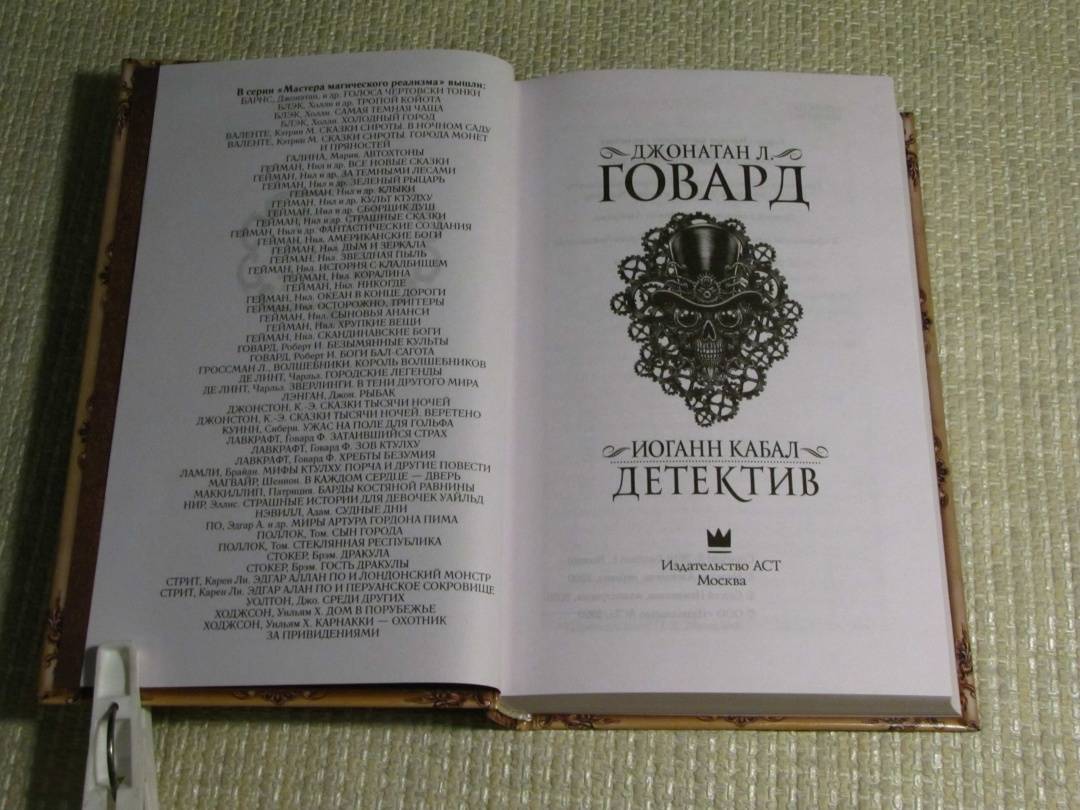 В серии «Мастера магического реализма» вышли:
БАРНС, Джонатан, и др. ГОЛОСА ЧЕРТОВСКИ ТОНКИ
БЛЭК, Холли и др. ТРОПОЙ КОЙОТА
БЛЭК, Холли. САМАЯ ТЕМНАЯ ЧАЩА
БЛЭК, Холли. ХОЛОДНЫЙ ГОРОД
ВАЛЕНТЕ, Кэтрин М. СКАЗКИ СИРОТЫ. В НОЧНОМ САДУ
ВАЛЕНТЕ, Кэтрин М. СКАЗКИ СИРОТЫ. ГОРОДА МОНЕТ
И ПРЯНОСТЕЙ
ГАЛИНА, Мария. АВТОХТОНЫ
ГЕЙМАН, Нил и др. ВСЕ НОВЫЕ СКАЗКИ
ГЕЙМАН, Нил и др. ЗА ТЕМНЫМИ ЛЕСАМИ
ГЕЙМАН, Нил и др. ЗЕЛЕНЫЙ РЫЦАРЬ
ГЕЙМАН, Нил и др. КЛЫКИ
ГЕЙМАН, Нил и др. КУЛЬТ КТУЛХУ
ГЕЙМАН, Нил и др. СБОРЩИК ДУШ
ГЕЙМАН, Нил и др. СТРАШНЫЕ СКАЗКИ
ГЕЙМАН, Нил и др. ФАНТАСТИЧЕСКИЕ СОЗДАНИЯ
ГЕЙМАН, Нил. АМЕРИКАНСКИЕ БОГИ
ГЕЙМАН, Нил. ДЫМ И ЗЕРКАЛА
ГЕЙМАН, Нил. ЗВЕЗДНАЯ ПЫЛЬ
ГЕЙМАН, Нил. ИСТОРИЯ С КЛАДБИЩЕМ
ГЕЙМАН, Нил. КОРАЛИНА
ГЕЙМАН, Нил. НИКОГДЕ
ГЕЙМАН, Нил. ОКЕАН В КОНЦЕ ДОРОГИ
ГЕЙМАН, Нил. ОСТОРОЖНО, ТРИГГЕРЫ
ГЕЙМАН, Нил. СЫНОВЬЯ АНАНСИ
ГЕЙМАН, Нил. ХРУПКИЕ ВЕЩИ
ГЕЙМАН, Нил. СКАНДИНАВСКИЕ БОГИ
ГОВАРД, Роберт И. БЕЗЫМЯННЫЕ КУЛЬТЫ
ГОВАРД, Роберт И. БОГИ БАЛ-САГОТА
ГРОССМАН Л., ВОЛШЕБНИКИ. КОРОЛЬ ВОЛШЕБНИКОВ
ДЕ ЛИНТ, Чарльз. ГОРОДСКИЕ ЛЕГЕНДЫ
ДЕ ЛИНТ, Чарльз. ЗВЕРЛИНГИ. В ТЕНИ ДРУГОГО МИРА
ЛЭНГАН, Джон. РЫБАК
ДЖОНСТОН, К.-Э. СКАЗКИ ТЫСЯЧИ НОЧЕЙ
ДЖОНСТОН, К.-Э. СКАЗКИ ТЫСЯЧИ НОЧЕЙ. ВЕРЕТЕНО
КУИНН, Сибери. УЖАС НА ПОЛЕ ДЛЯ ГОЛЬФА
ЛАВКРАФТ, Говард Ф. ЗАТАИВШИЙСЯ СТРАХ
ЛАВКРАФТ, Говард Ф. ЗОВ КТУЛХУ
ЛАВКРАФТ, Говард Ф. ХРЕБТЫ БЕЗУМИЯ
ЛАМЛИ, Брайан. МИФЫ КТУЛХУ. ПОРЧА И ДРУГИЕ ПОВЕСТИ
МАГВАЙР, Шеннон. В КАЖДОМ СЕРДЦЕ — ДВЕРЬ
МАККИЛЛИП, Патриция. БАРДЫ КОСТЯНОЙ РАВНИНЫ
НИР, Эллис. СТРАШНЫЕ ИСТОРИИ ДЛЯ ДЕВОЧЕК УАЙЛЬД
НЭВИЛЛ, Адам. СУДНЫЕ ДНИ
ПО, Эдгар А. и др. МИРЫ АРТУРА ГОРДОНА ПИМА
ПОЛЛОК, Том. СЫН ГОРОДА
ПОЛЛОК, Том. СТЕКЛЯННАЯ РЕСПУБЛИКА
СТОКЕР, Брэм. ДРАКУЛА
СТОКЕР, Брэм. ГОСТЬ ДРАКУЛЫ
СТРИТ, Карен Ли. ЭДГАР АЛЛАН ПО И ЛОНДОНСКИЙ МОНСТР
СТРИТ, Карен Ли. ЭДГАР АЛАН ПО И ПЕРУАНСКОЕ СОКРОВИЩЕ
УОЛТОН, Джо. СРЕДИ ДРУГИХ
ХОДЖСОН, Уильям Х. ДОМ В ПОРУБЕЖЬЕ
ХОДЖСОН, Уильям Х. КАРНАККИ — ОХОТНИК
ЗА ПРИВИДЕНИЯМИ
ДЖОНАТАН Л.
ГОВАРД
ИОГАНН КАБАЛ
ДЕТЕКТИВ
Издательство АСТ
Москва